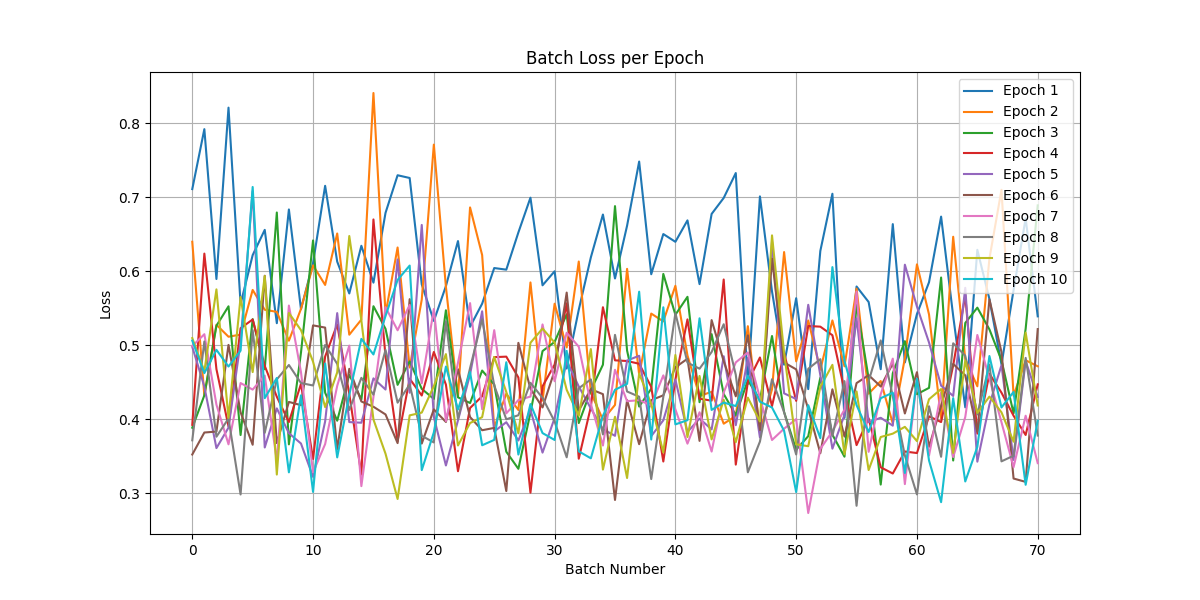 Batch Loss per Epoch
Loss
0.8
0.7
0.6
0.5
0.4
0.3
Epoch 1
Epoch 2
Epoch 3
Epoch 4
Epoch 5
Epoch 6
Epoch 7
Epoch 8
Epoch 9
Epoch 10
0 10 20 30 40 50 60 70
Batch Number